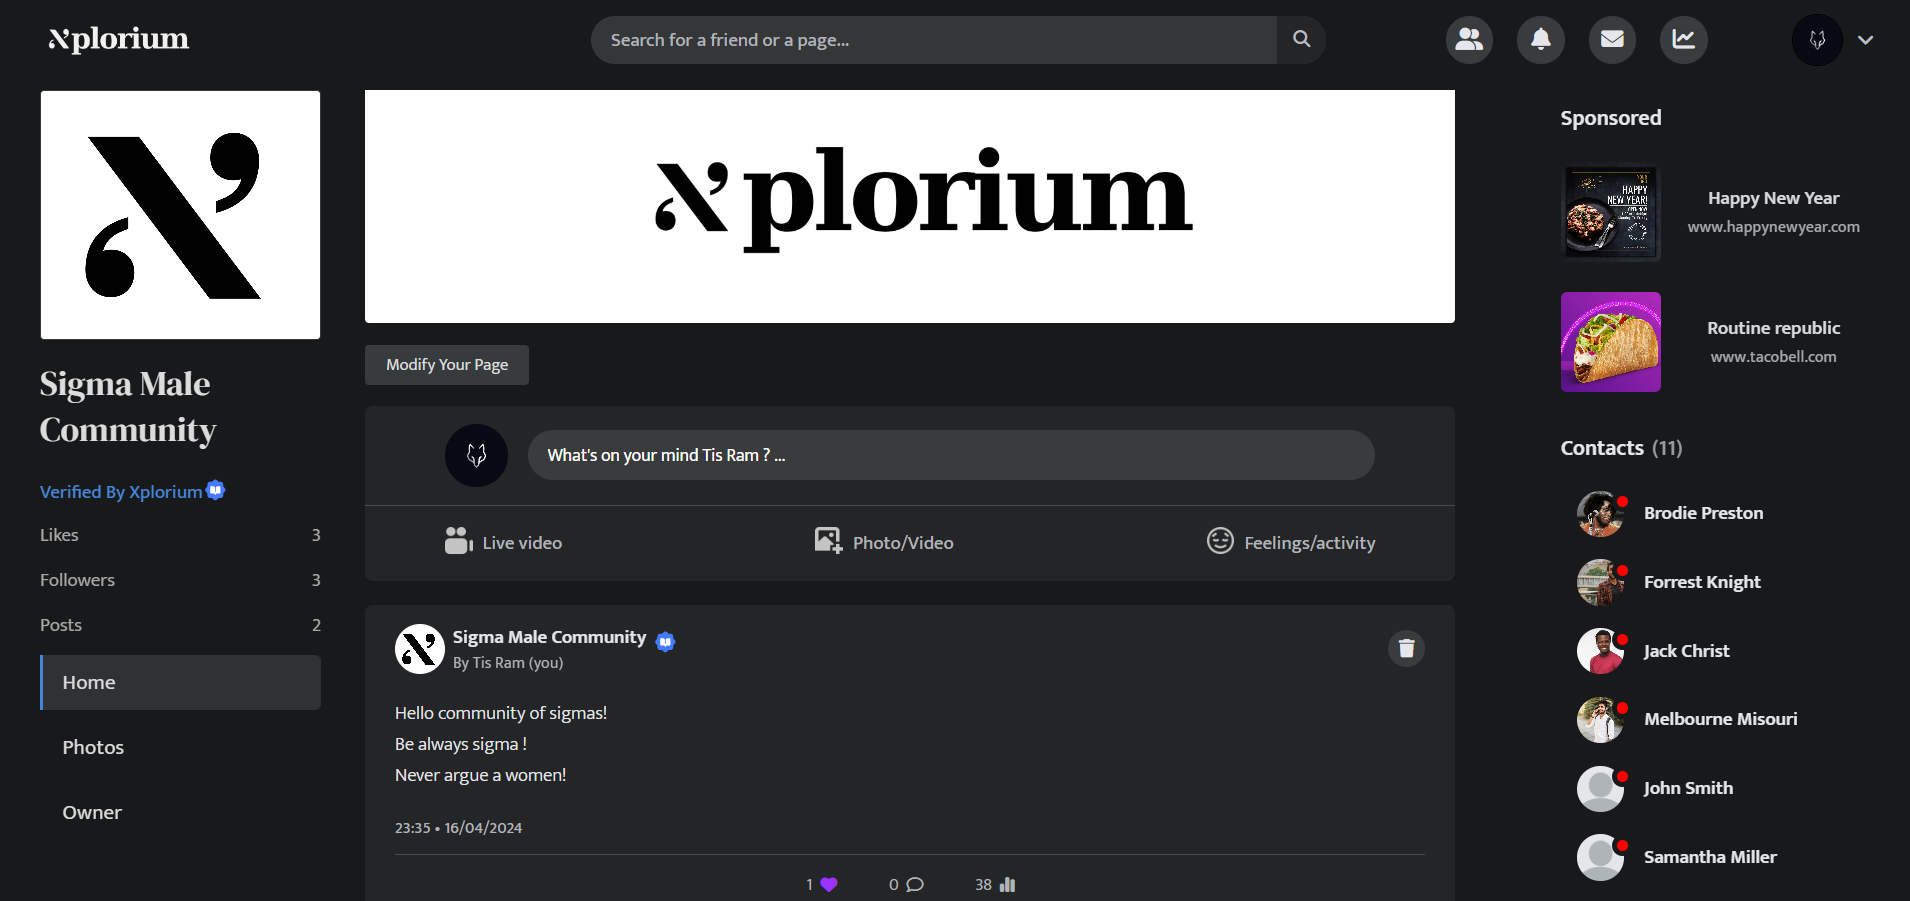 Xplorium
Search for a friend or a page...
Xplorium
Sigma Male
Community
Verified By Xplorium
Likes 3
Followers 3
Posts 2
Home
Photos
Owner
Modify Your Page
What's on your mind Tis Ram ? ...
Live video
Photo/Video
Feelings/activity
Sigma Male Community
By Tis Ram (you)
Hello community of sigmas!
Be always sigma !
Never argue a women!
23:35 • 16/04/2024
1
0
38
Sponsored
HAPPY
NEW YEAR!
Happy New Year
www.happynewyear.com
Routine republic
www.tacobell.com
Contacts (11)
Brodie Preston
Forrest Knight
Jack Christ
Melbourne Misouri
John Smith
Samantha Miller